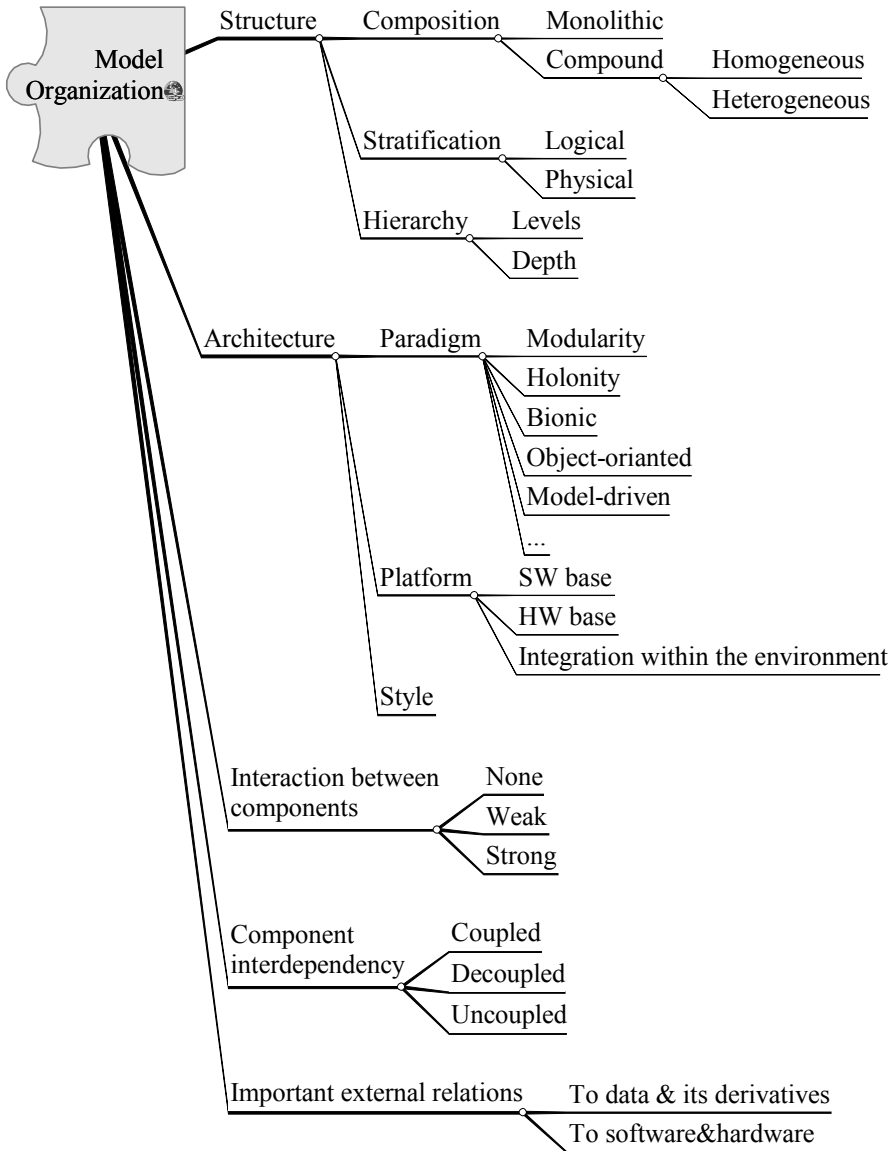 Model
Organization
Structure
Composition
Monolithic
Compound
Homogeneous
Heterogeneous
Stratification
Logical
Physical
Hierarchy
Levels
Depth
Architecture
Paradigm
Modularity
Holonity
Bionic
Object-orianted
Model-driven
...
Platform
SW base
HW base
Integration within the environment
Style
Interaction between
components
None
Weak
Strong
Component
interdependency
Coupled
Decoupled
Uncoupled
Important external relations
To data & its derivatives
To software&hardware